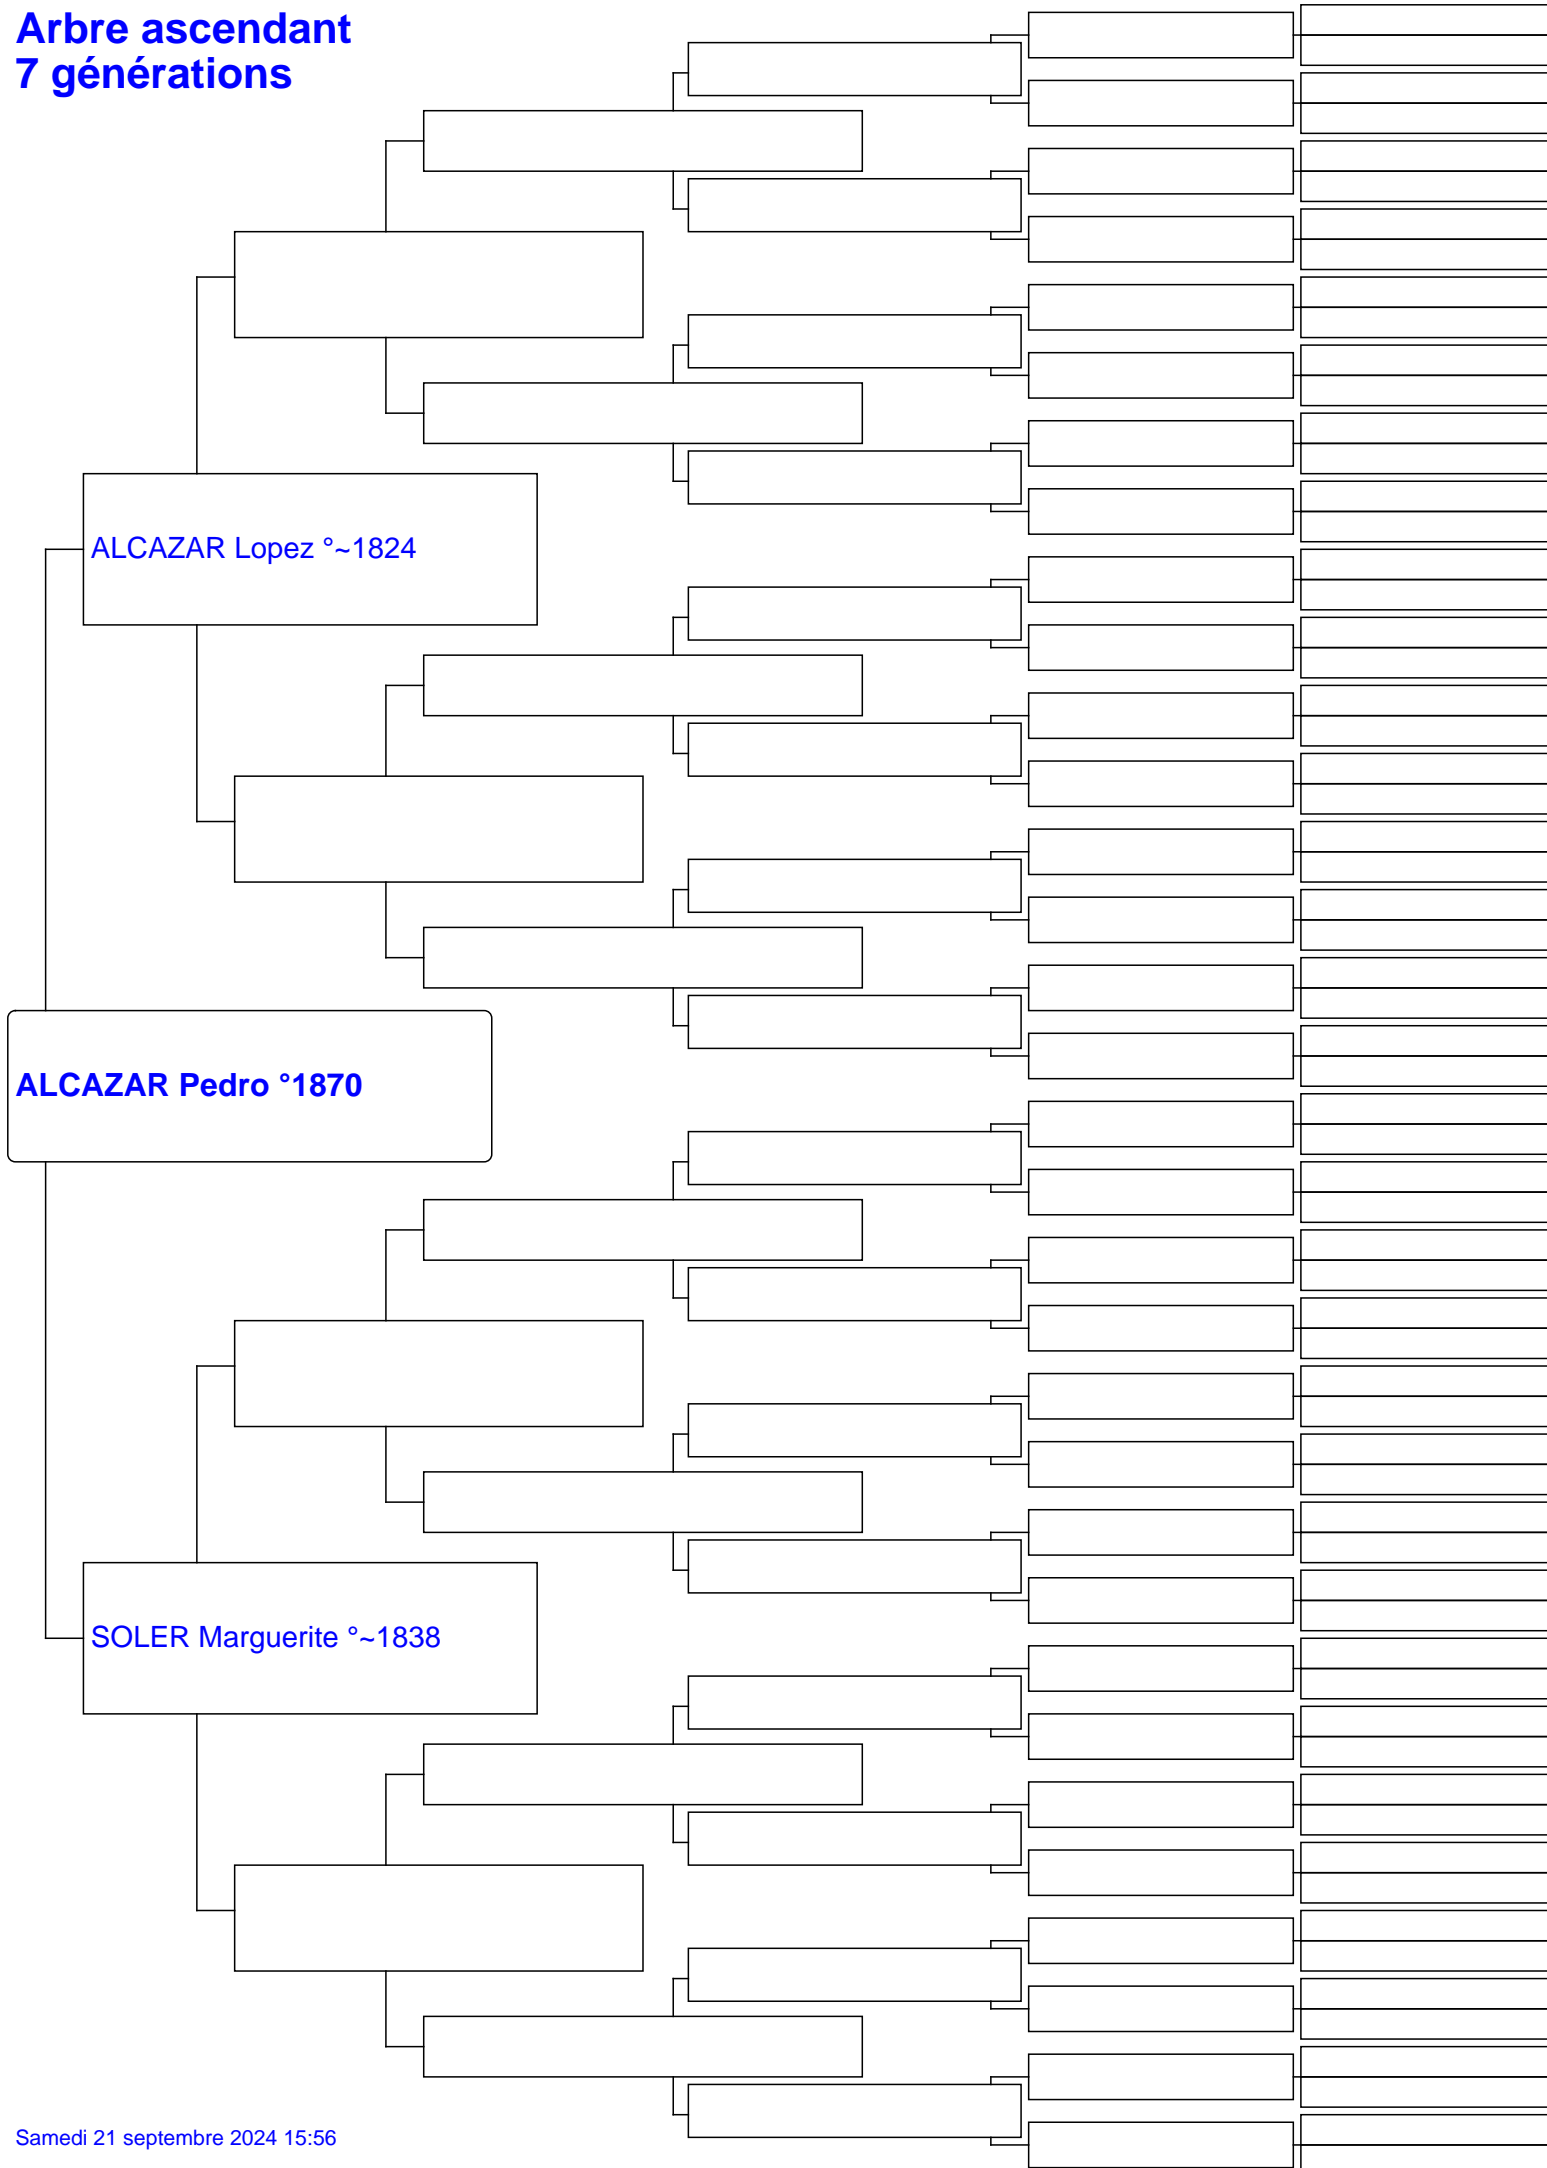 Arbre ascendant
7 générations
ALCAZAR Lopez °~1824
ALCAZAR Pedro °1870
SOLER Marguerite °~1838
Samedi 21 septembre 2024 15:56